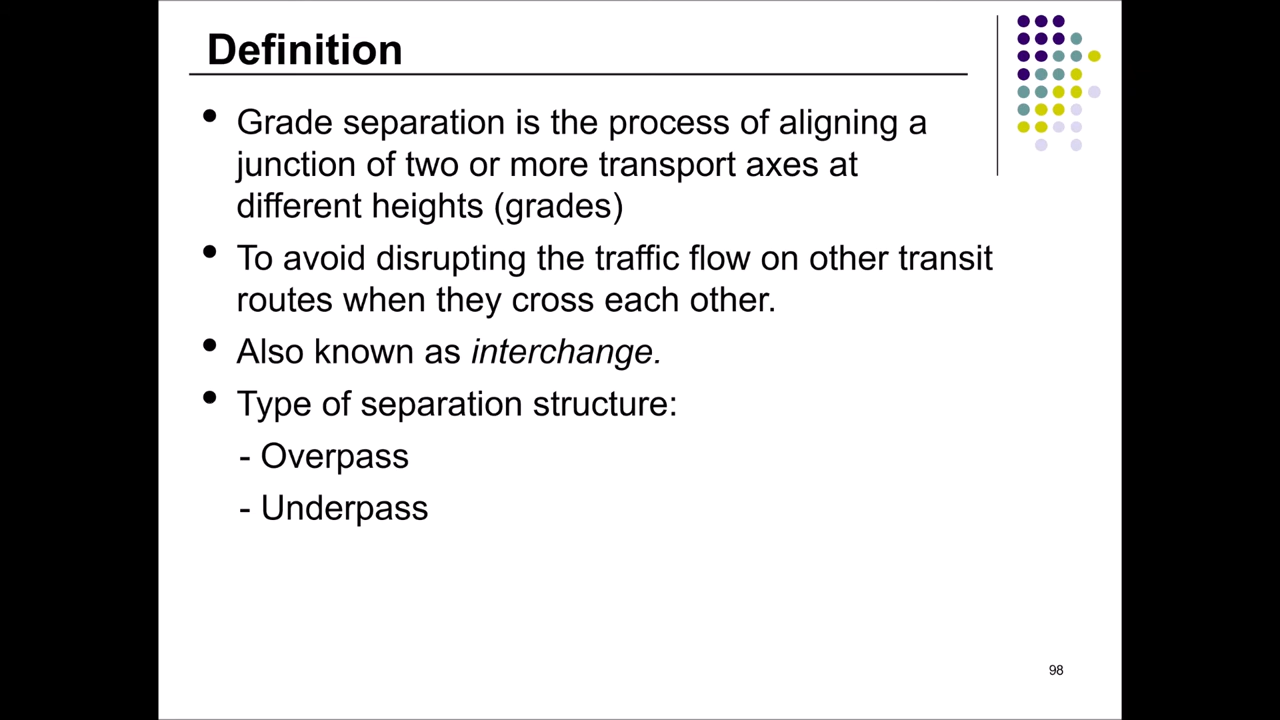 Definition
• Grade separation is the process of aligning a
junction of two or more transport axes at
different heights (grades)
• To avoid disrupting the traffic flow on other transit
routes when they cross each other.
• Also known as interchange.
• Type of separation structure:
- Overpass
- Underpass
98